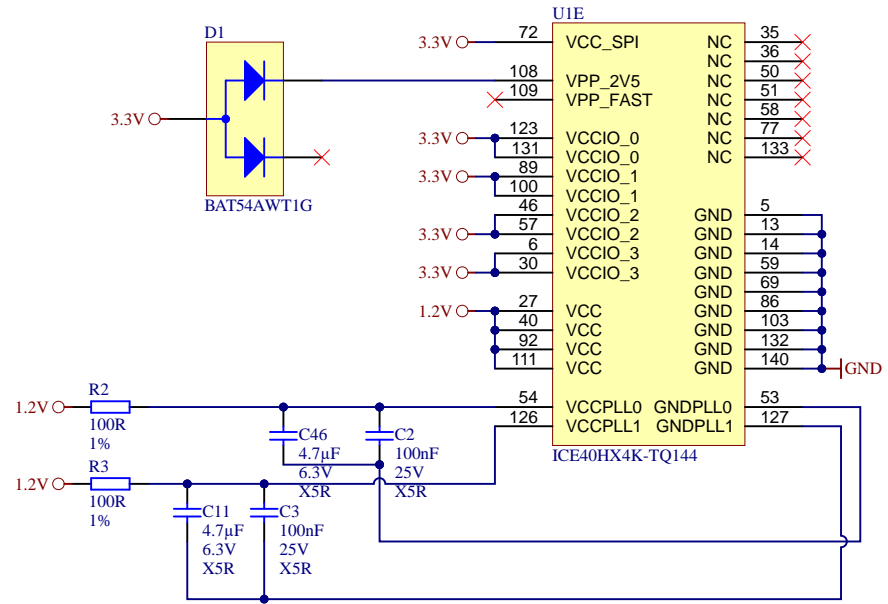 U1E
D1
3.3V
72
VCC_SPI
NC
35
NC
36
108
VPP_2V5
NC
50
109
VPP_FAST
NC
51
3.3V
NC
58
3.3V
123
VCCIO_0
NC
77
131
VCCIO_0
NC
133
3.3V
89
VCCIO_1
100
VCCIO_1
BAT54AWT1G
46
VCCIO_2
GND
5
3.3V
57
VCCIO_2
GND
13
6
VCCIO_3
GND
14
3.3V
30
VCCIO_3
GND
59
GND
69
1.2V
27
VCC
GND
86
40
VCC
GND
103
92
VCC
GND
132
111
VCC
GND
140
GND
R2
1.2V
100R
1%
54
VCCPLL0
GNDPLL0
53
126
VCCPLL1
GNDPLL1
127
ICE40HX4K-TQ144
C46
4.7µF
6.3V
X5R
C2
100nF
25V
X5R
R3
1.2V
100R
1%
C11
4.7µF
6.3V
X5R
C3
100nF
25V
X5R